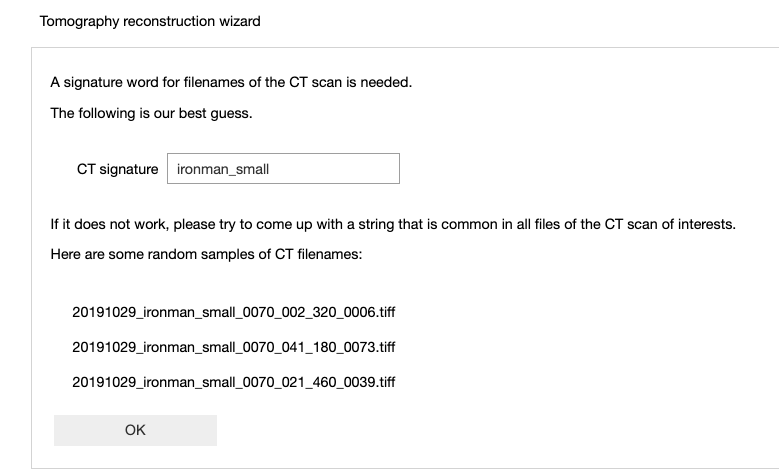 Tomography reconstruction wizard
A signature word for filenames of the CT scan is needed.
The following is our best guess.
CT signature ironman_small
If it does not work, please try to come up with a string that is common in all files of the CT scan of interests.
Here are some random samples of CT filenames:
20191029_ironman_small_0070_002_320_0006.tiff
20191029_ironman_small_0070_041_180_0073.tiff
20191029_ironman_small_0070_021_460_0039.tiff
OK